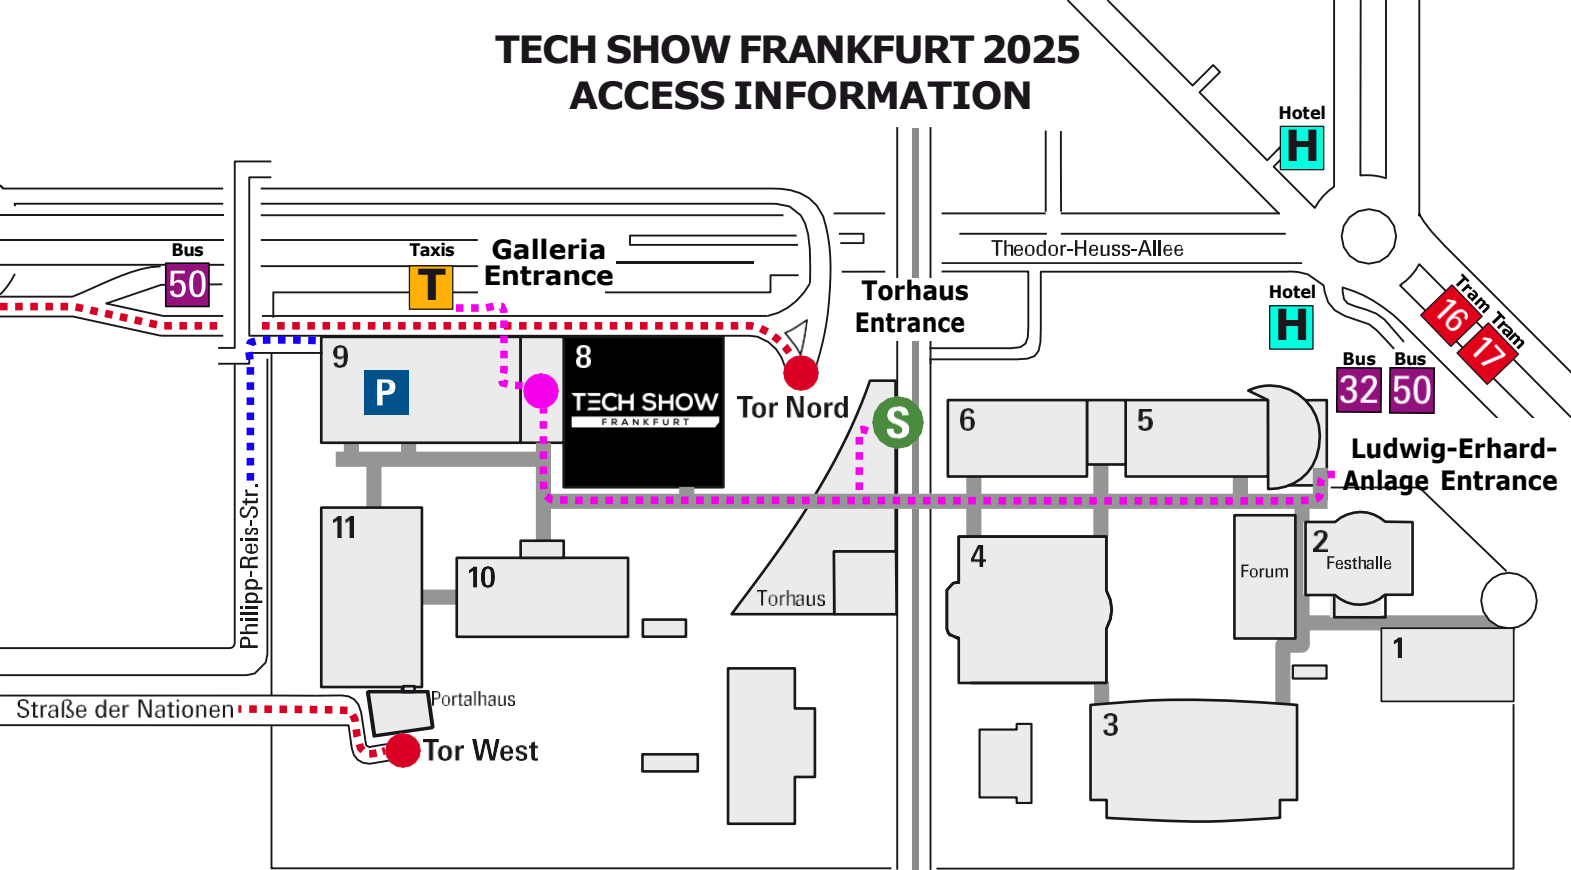 TECH SHOW FRANKFURT 2025
ACCESS INFORMATION
Hotel
H
Bus
50
Taxis
T
Galleria
Entrance
Theodor-Heuss-Allee
Torhaus
Entrance
Hotel
H
Tram
16
Tram
17
Bus
32
Bus
50
9
P
8
TECH SHOW
FRANKFURT
Tor Nord
S
6
5
Ludwig-Erhard-
Anlage Entrance
Philipp-Reis-Str.
11
10
Torhaus
4
Forum
2
Festhalle
1
Portalhaus
Straße der Nationen
Tor West
3